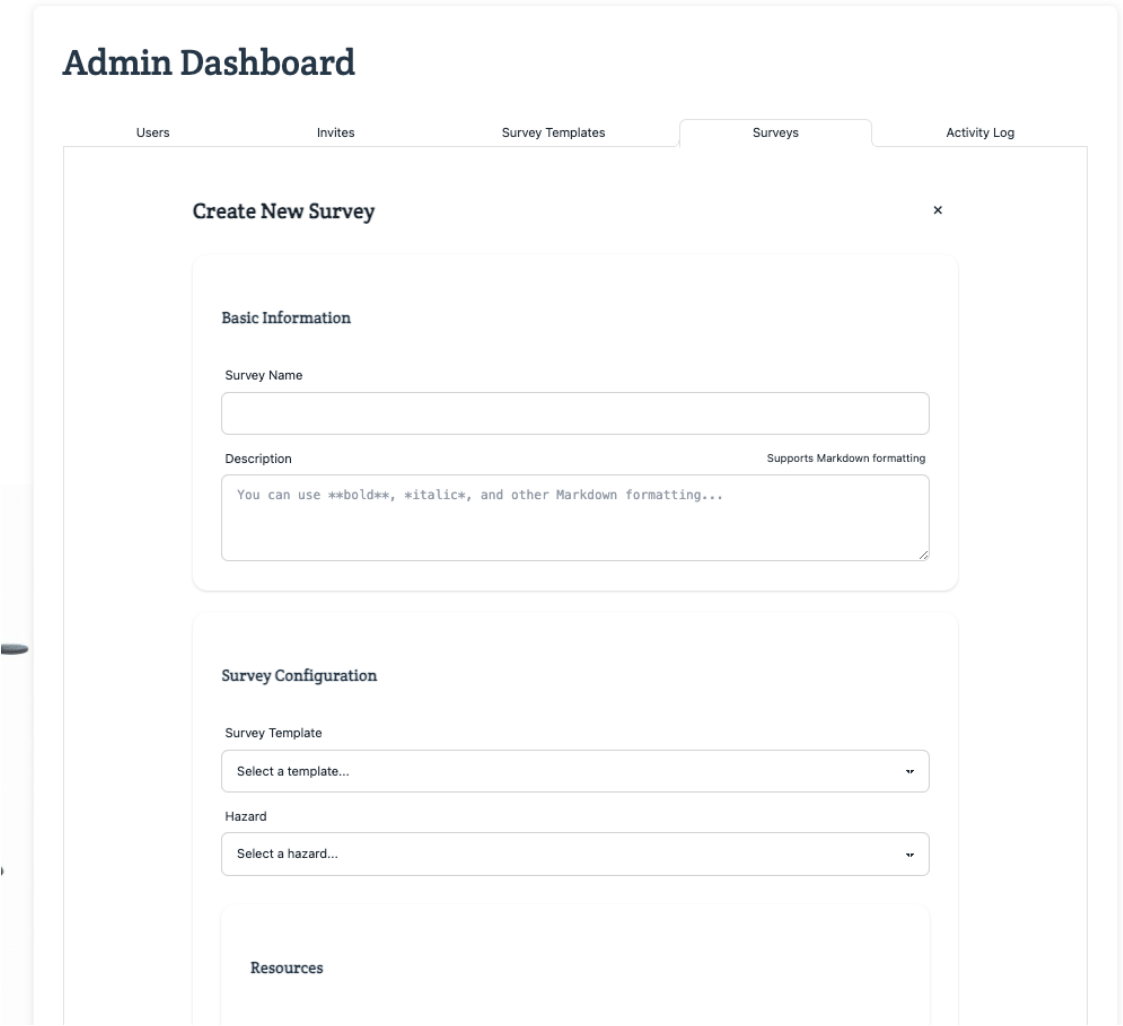 Admin Dashboard
Users Invites Survey Templates Surveys Activity Log
Create New Survey ×
Basic Information
Survey Name
Description Supports Markdown formatting
You can use **bold**, *italic*, and other Markdown formatting...
Survey Configuration
Survey Template
Select a template...
Hazard
Select a hazard...
Resources